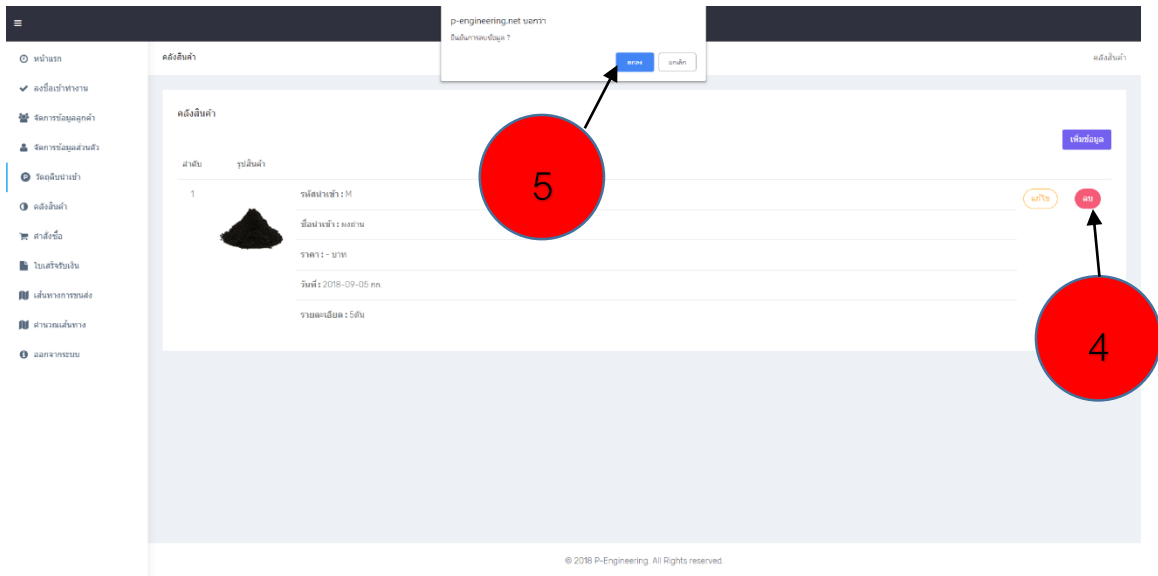 p-engineering.net บอกว่า
ยืนยันการลบข้อมูล ?
ตกลง
ยกเลิก
หน้าแรก
ลงชื่อเข้าทำงาน
จัดการข้อมูลลูกค้า
จัดการข้อมูลส่วนตัว
วัตถุดิบนำเข้า
คลังสินค้า
คำสั่งซื้อ
ใบเสร็จรับเงิน
เส้นทางการขนส่ง
คำนวณเส้นทาง
ออกจากระบบ
คลังสินค้า
คลังสินค้า
คลังสินค้า
เพิ่มข้อมูล
ลำดับ รูปสินค้า
1
รหัสนำเข้า : M
ชื่อนำเข้า : ผงถ่าน
ราคา : - บาท
วันที่ : 2018-09-05 กก.
รายละเอียด : 5ตัน
แก้ไข
ลบ
5
4
© 2018 P-Engineering. All Rights reserved.